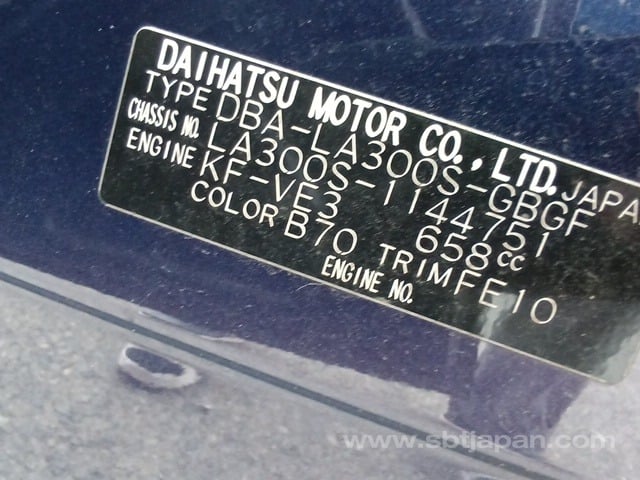 DAIHATSU MOTOR CO., LTD. JAPA
TYPE DBA-LA300S-GBGF
CHASSIS NO. LA300S-1144751
ENGINE KF-VE3 658cc
COLOR B70 TRIM FE10
ENGINE NO.
www.sbtjapan.com